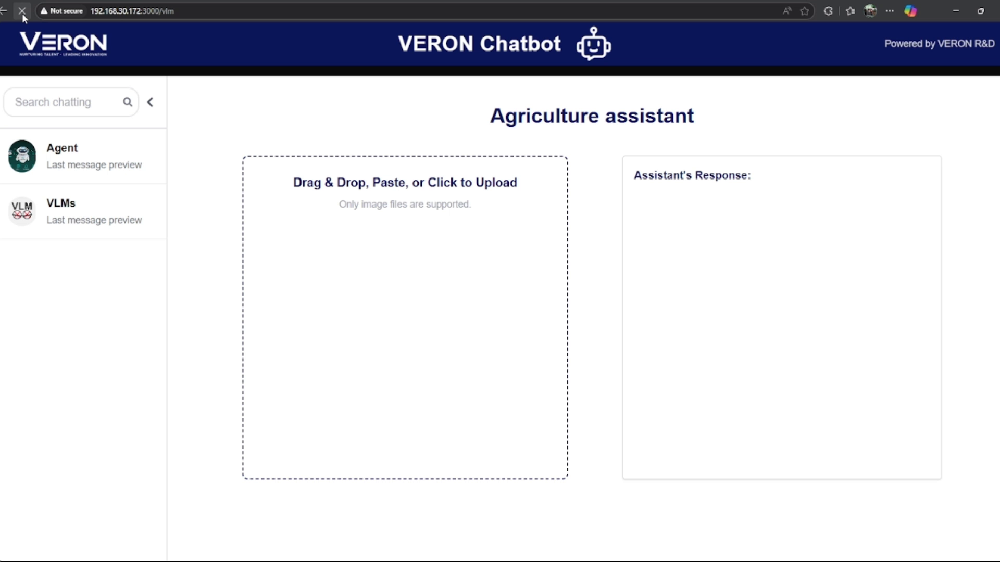 Not secure 192.168.30.172:3000/vlm
VERON
NURTURING TALENT - LEADING INNOVATION
VERON Chatbot
Powered by VERON R&D
Search chatting
Agent
Last message preview
VLM
VLMs
Last message preview
Agriculture assistant
Drag & Drop, Paste, or Click to Upload
Only image files are supported.
Assistant's Response: